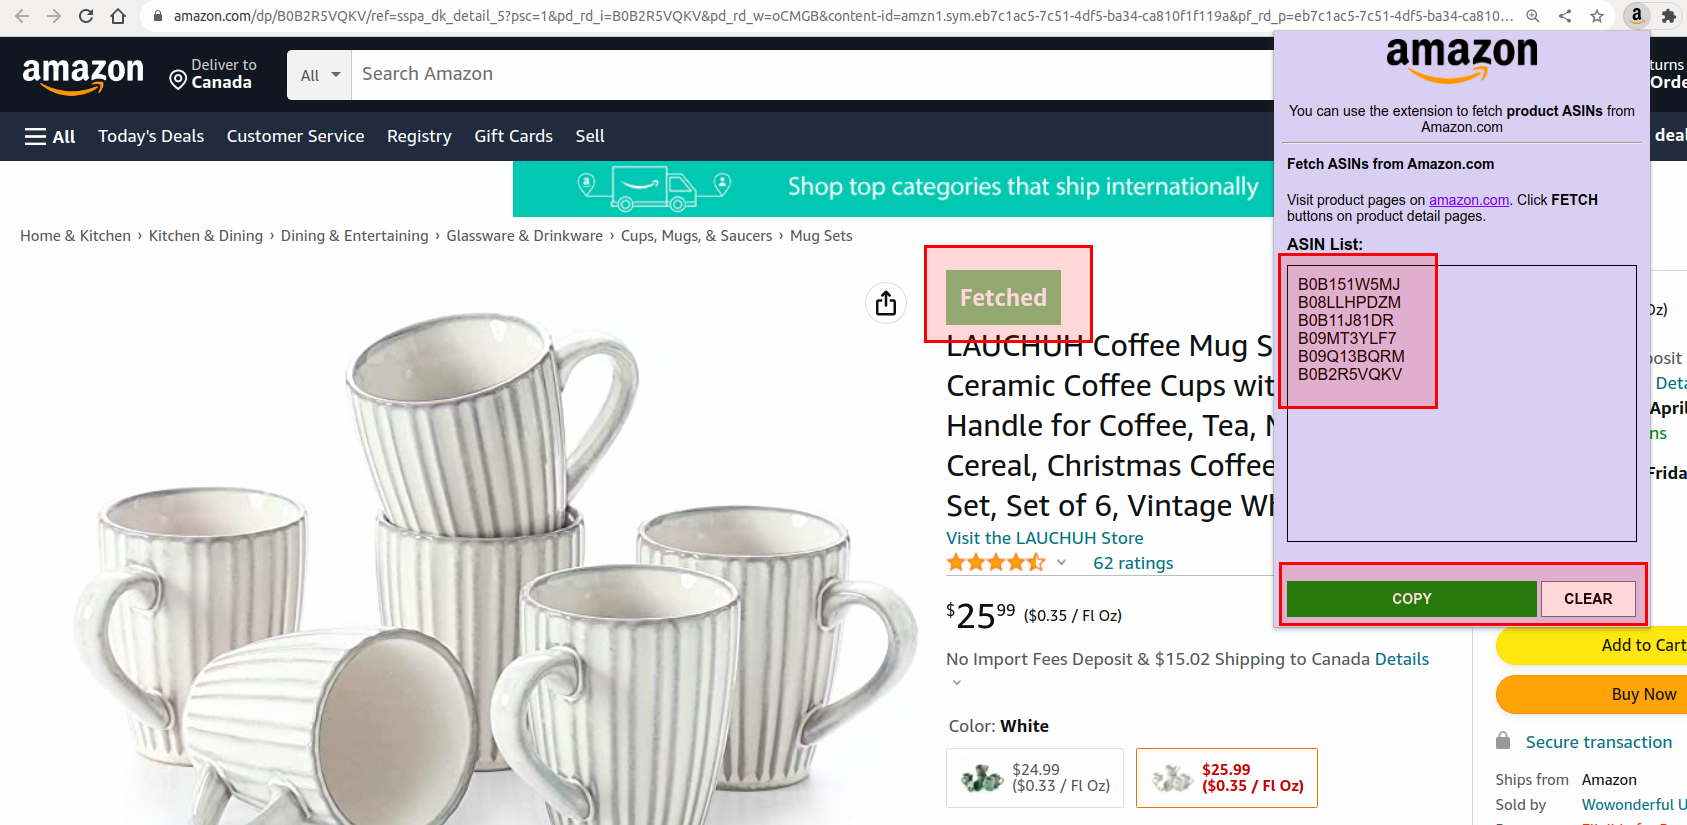 amazon.com/dp/B0B2R5VQKV/ref=sspa_dk_detail_5?psc=1&pd_rd_i=B0B2R5VQKV&pd_rd_w=oCMGB&content-id=amzn1.sym.eb7c1ac5-7c51-4df5-ba34-ca810f1f119a&pf_rd_p=eb7c1ac5-7c51-4df5-ba34-ca810...
amazon
Deliver to
Canada
All
Search Amazon
All
Today's Deals
Customer Service
Registry
Gift Cards
Sell
Shop top categories that ship internationally
Home & Kitchen › Kitchen & Dining › Dining & Entertaining › Glassware & Drinkware › Cups, Mugs, & Saucers › Mug Sets
Fetched
LAUCHUH Coffee Mug S
Ceramic Coffee Cups wit
Handle for Coffee, Tea,
Cereal, Christmas Coffee
Set, Set of 6, Vintage
Visit the LAUCHUH Store
62 ratings
$25.99 ($0.35 / Fl Oz)
No Import Fees Deposit & $15.02 Shipping to Canada Details
Color: White
$24.99
($0.33 / Fl Oz)
$25.99
($0.35 / Fl Oz)
amazon
You can use the extension to fetch product ASINs from
Amazon.com
Fetch ASINs from Amazon.com
Visit product pages on amazon.com. Click FETCH
buttons on product detail pages.
ASIN List:
B0B151W5MJ
B08LLHPDZM
B0B11J81DR
B09MT3YLF7
B09Q13BQRM
B0B2R5VQKV
COPY
CLEAR
turns
Orde
deal
Oz)
posit
Deta
April
ns
Frida
Add to Cart
Buy Now
Secure transaction
Ships from Amazon
Sold by Wowonderful U